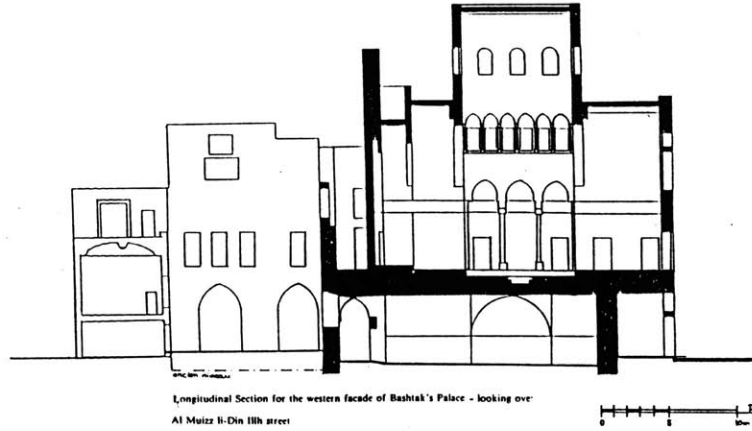 Longitudinal Section for the western facade of Bashtak's Palace - looking ove
Al Muizz li-Din Illh street
0 5 10m